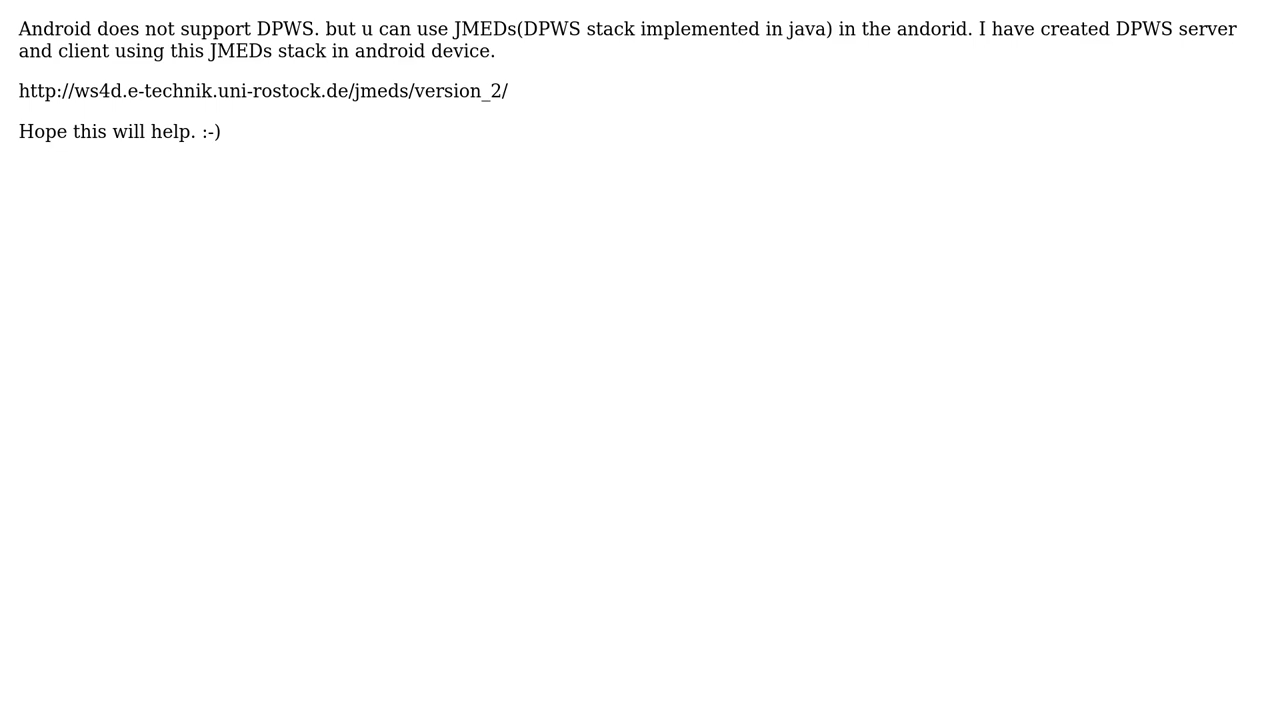 Android does not support DPWS. but u can use JMEDs(DPWS stack implemented in java) in the andorid. I have created DPWS server
and client using this JMEDs stack in android device.
http://ws4d.e-technik.uni-rostock.de/jmeds/version_2/
Hope this will help. :-)